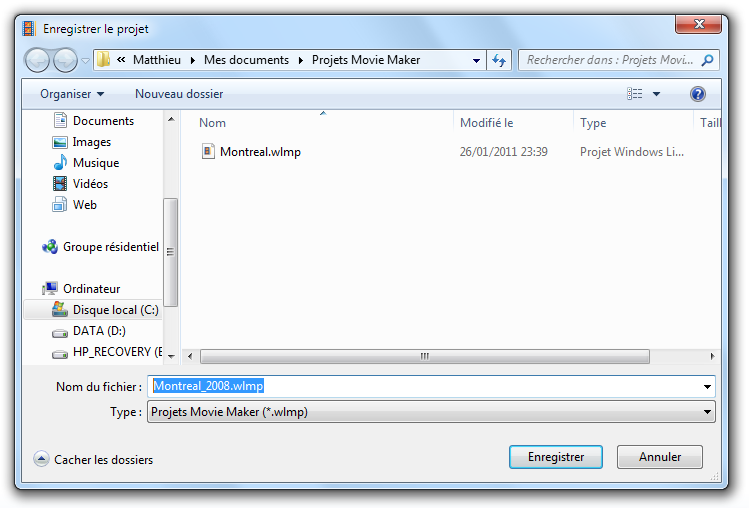 Enregistrer le projet
« Matthieu Mes documents Projets Movie Maker
Rechercher dans : Projets Movi...
Organiser Nouveau dossier
Documents
Images
Musique
Vidéos
Web
Groupe résidentiel
Ordinateur
Disque local (C:)
DATA (D:)
HP_RECOVERY (E
Nom Modifié le Type Taill
Montreal.wlmp 26/01/2011 23:39 Projet Windows Li...
Nom du fichier : Montreal_2008.wlmp
Type : Projets Movie Maker (*.wlmp)
Cacher les dossiers
Enregistrer Annuler